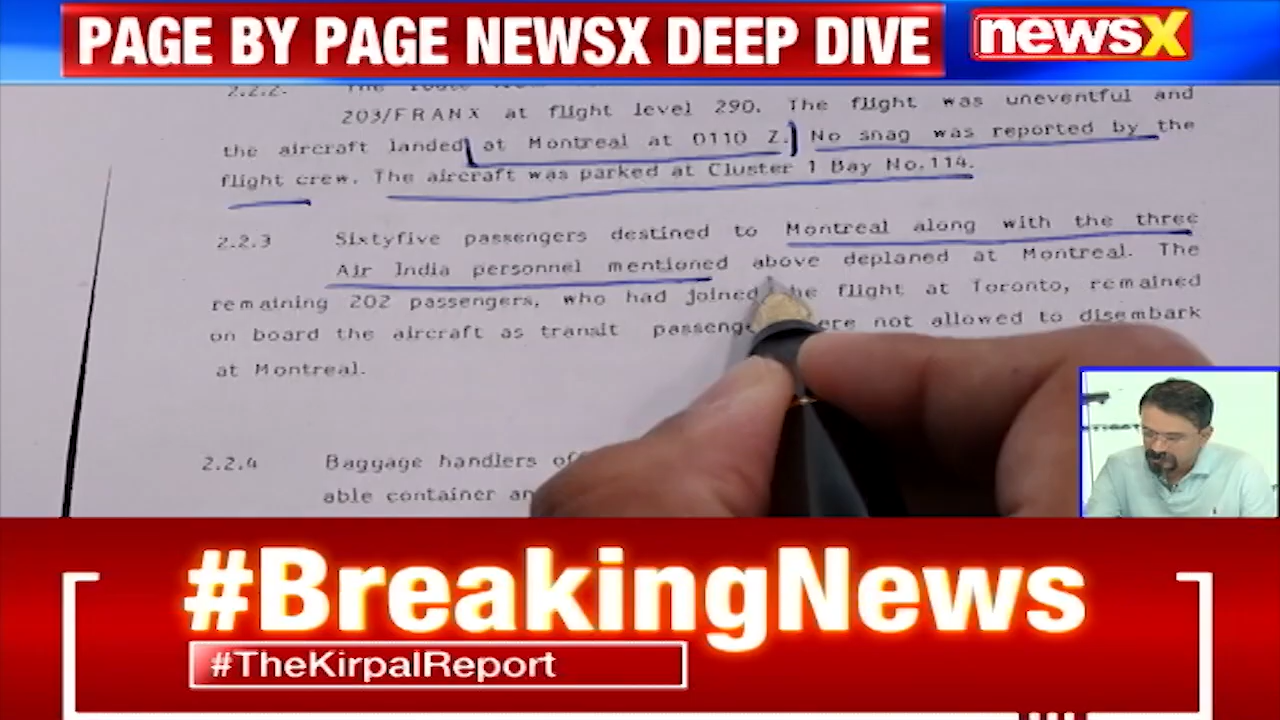 PAGE BY PAGE NEWSX DEEP DIVE
newsX
2.2.2.
203/FRANX at flight level 290. The flight was uneventful and
the aircraft landed at Montreal at 0110 Z. No snag was reported by the
flight crew. The aircraft was parked at Cluster 1 Bay No.114.
2.2.3 Sixtyfive passengers destined to Montreal along with the three
Air India personnel mentioned above deplaned at Montreal. The
remaining 202 passengers, who had joined the flight at Toronto, remained
on board the aircraft as transit not allowed to disembark
at Montreal.
2.2.4 Baggage handlers
able container
#BreakingNews
#TheKirpalReport